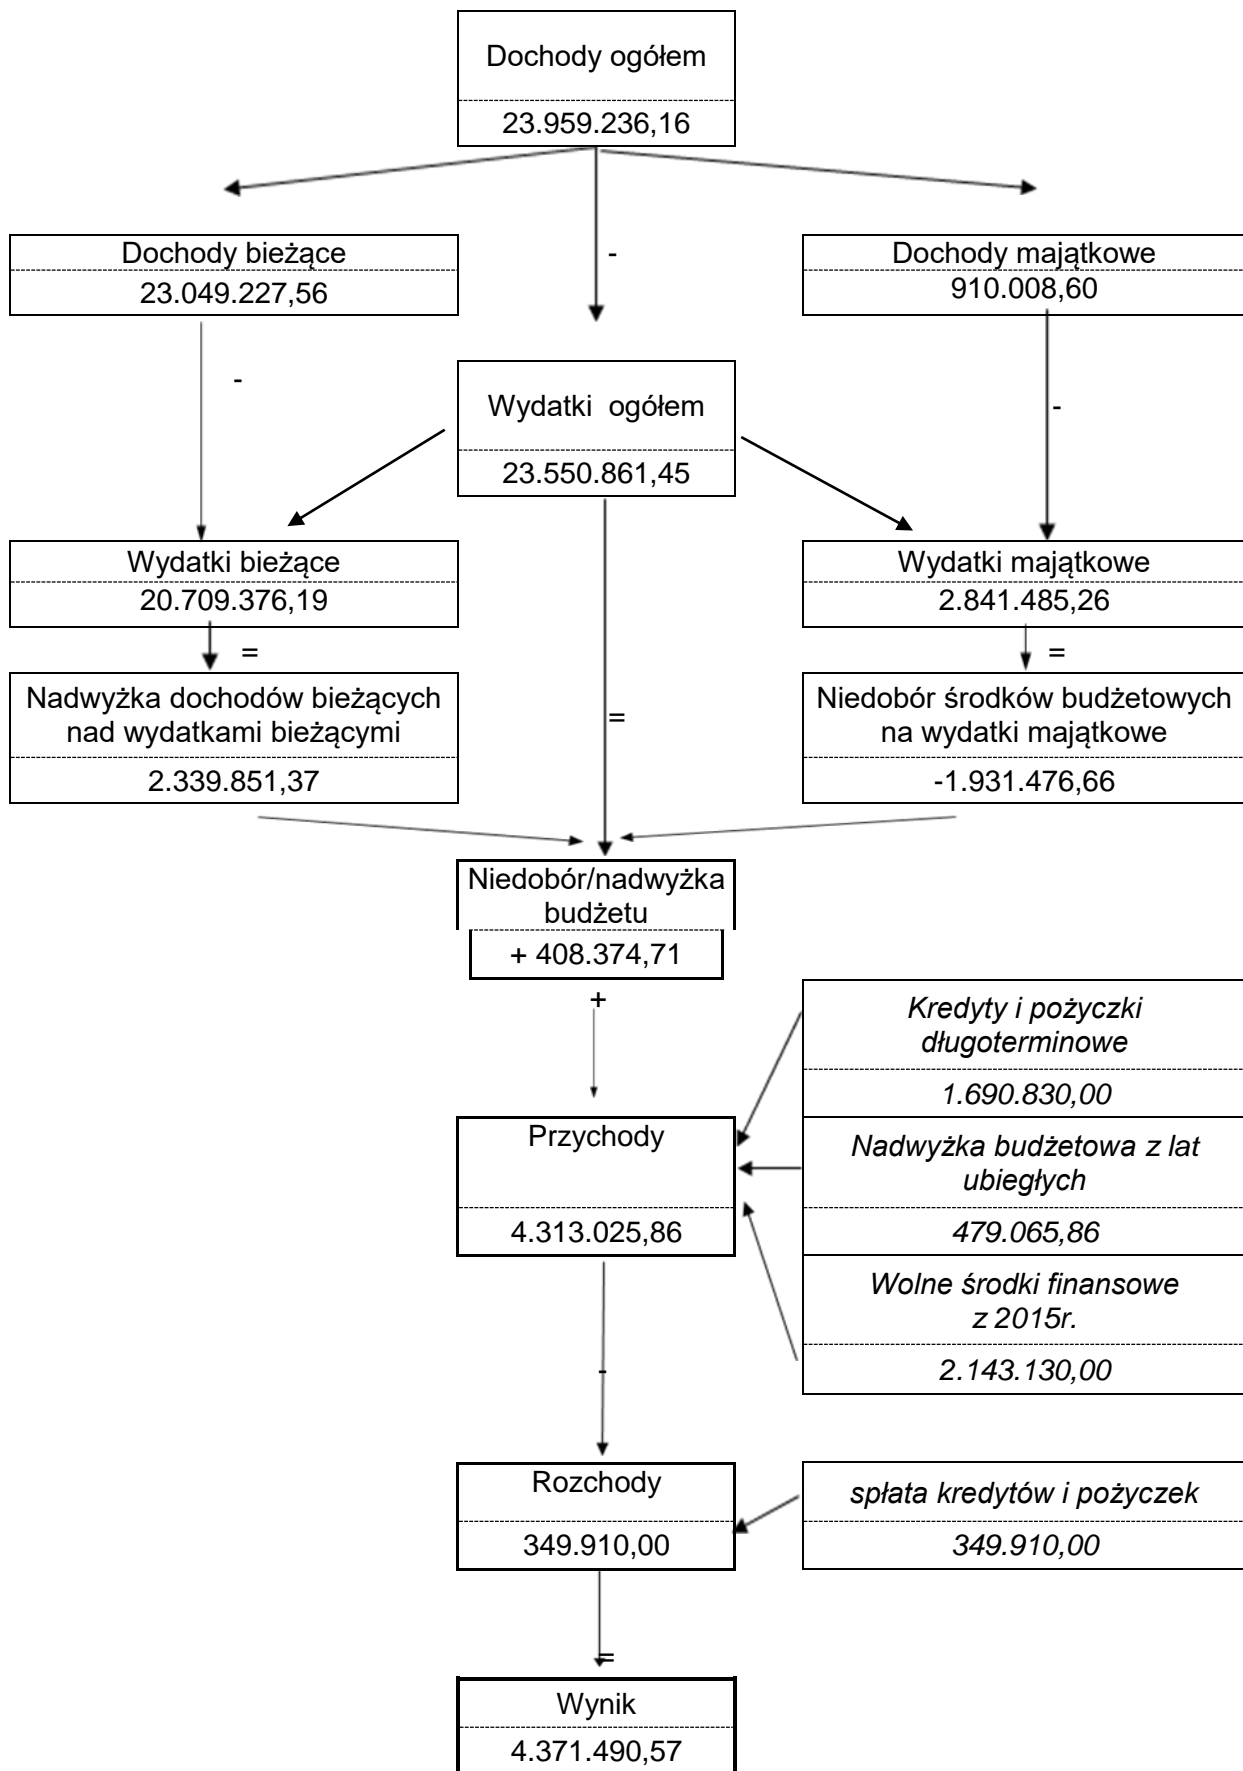 Dochody ogółem
23.959.236,16
Dochody bieżące
23.049.227,56
-
Dochody majątkowe
910.008,60
-
Wydatki ogółem
23.550.861,45
-
Wydatki bieżące
20.709.376,19
=
Wydatki majątkowe
2.841.485,26
=
Nadwyżka dochodów bieżących
nad wydatkami bieżącymi
2.339.851,37
=
Niedobór środków budżetowych
na wydatki majątkowe
-1.931.476,66
Niedobór/nadwyżka
budżetu
+ 408.374,71
+
Kredyty i pożyczki
długoterminowe
1.690.830,00
Przychody
4.313.025,86
Nadwyżka budżetowa z lat
ubiegłych
479.065,86
Wolne środki finansowe
z 2015r.
2.143.130,00
-
Rozchody
349.910,00
spłata kredytów i pożyczek
349.910,00
=
Wynik
4.371.490,57